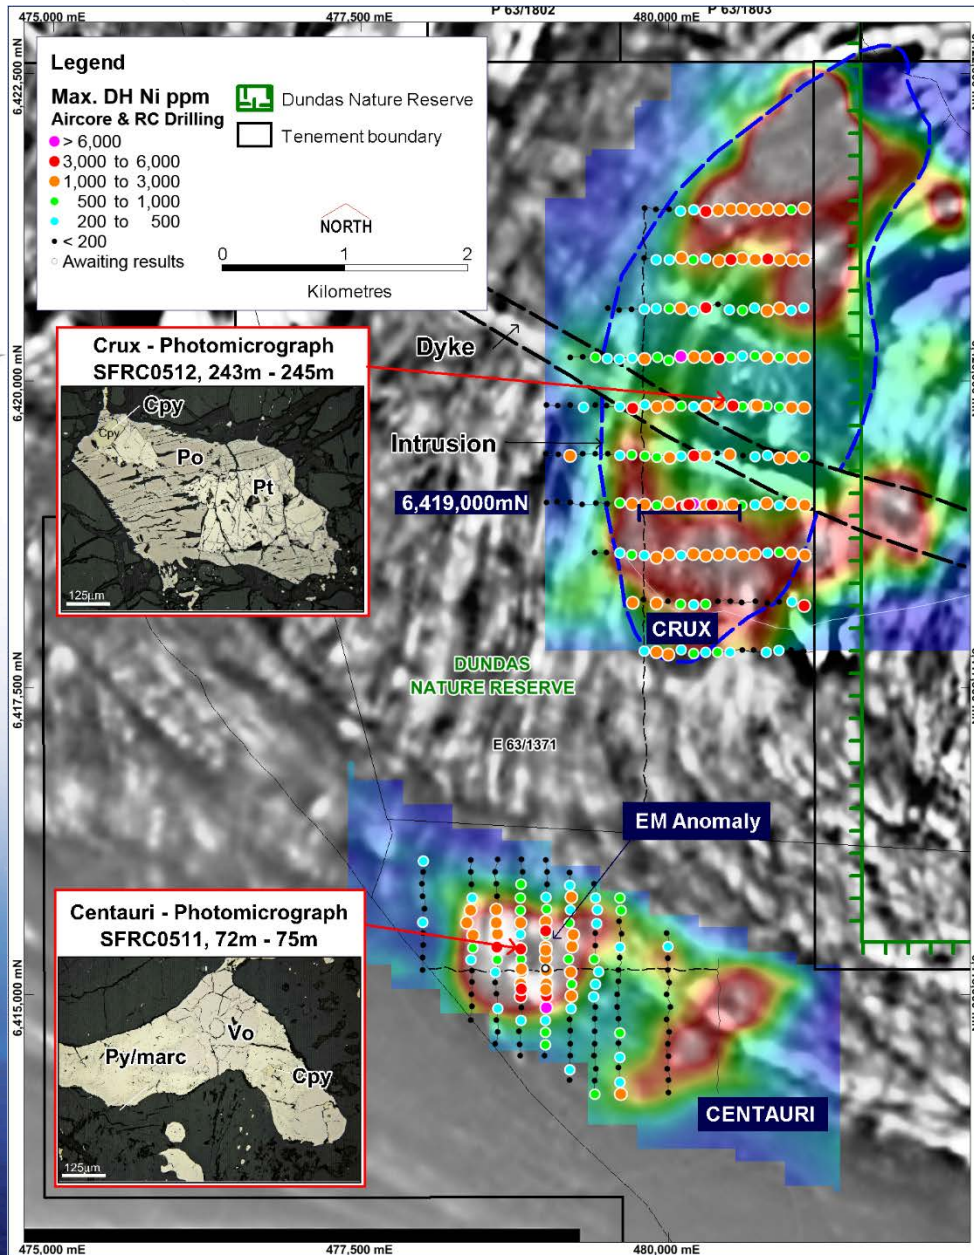 475,000 mE
477,500 mE
P 63/1802
480,000 mE
P 63/1803
6,422,500 mN
Legend
Max. DH Ni ppm
Aircore & RC Drilling
> 6,000
3,000 to 6,000
1,000 to 3,000
500 to 1,000
200 to 500
< 200
Awaiting results
Dundas Nature Reserve
Tenement boundary
NORTH
0 1 2
Kilometres
Crux - Photomicrograph
SFRC0512, 243m - 245m
Cpy
Cpy
Po
Pt
125µm
Dyke
6,420,000 mN
Intrusion
6,419,000mN
CRUX
DUNDAS
NATURE RESERVE
6,417,500 mN
E 63/1371
EM Anomaly
Centauri - Photomicrograph
SFRC0511, 72m - 75m
Vo
Py/marc
Cpy
125µm
6,415,000 mN
CENTAURI
475,000 mE
477,500 mE
480,000 mE